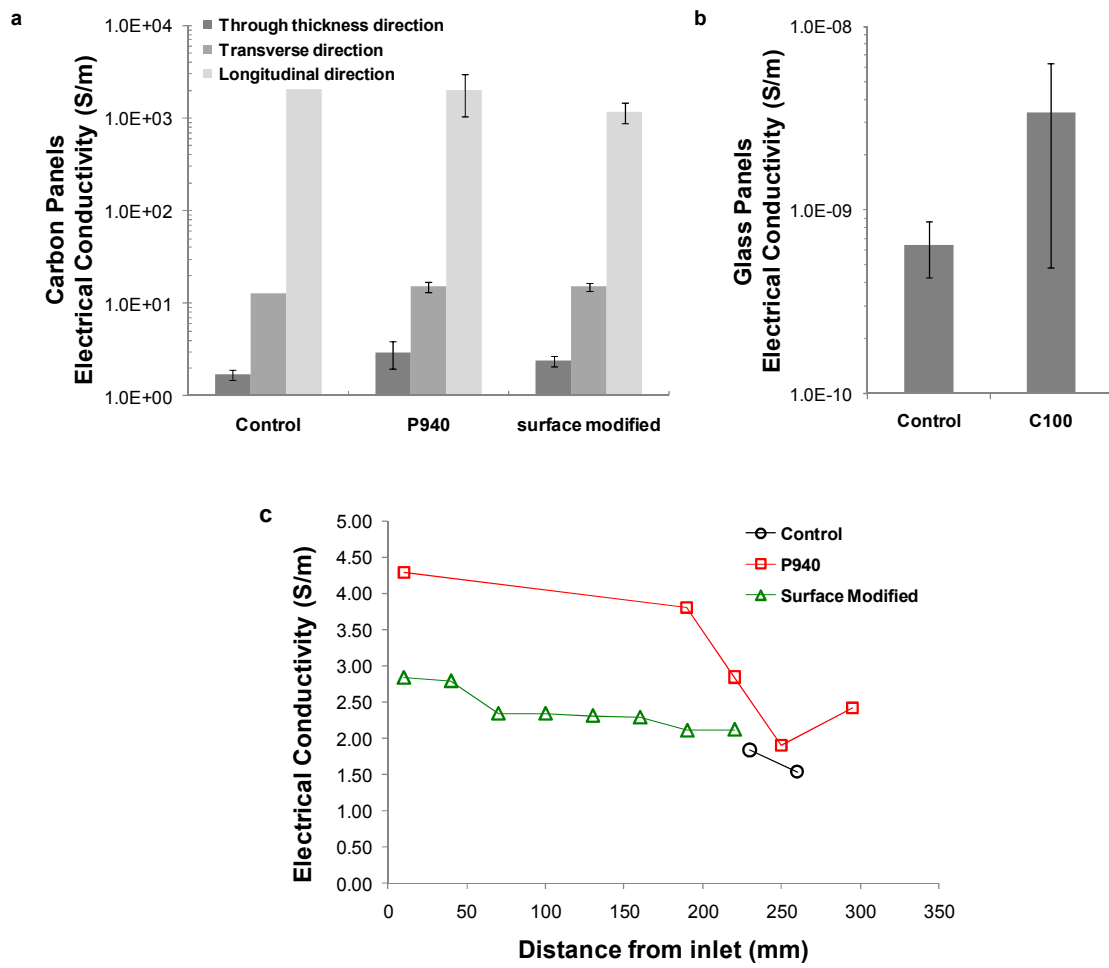 a
Carbon Panels
Electrical Conductivity (S/m)
1.0E+04
1.0E+03
1.0E+02
1.0E+01
1.0E+00
Through thickness direction
Transverse direction
Longitudinal direction
Control
P940
surface modified
b
Glass Panels
Electrical Conductivity (S/m)
1.0E-08
1.0E-09
1.0E-10
Control
C100
c
Electrical Conductivity (S/m)
5.00
4.50
4.00
3.50
3.00
2.50
2.00
1.50
1.00
0.50
0.00
Control
P940
Surface Modified
0 50 100 150 200 250 300 350
Distance from inlet (mm)